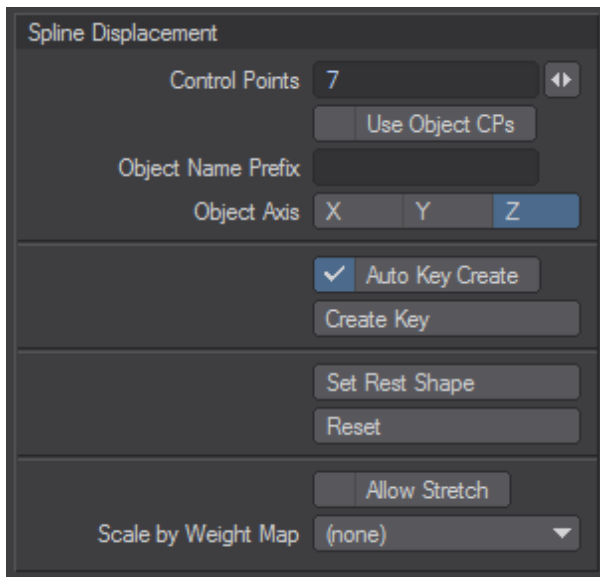 Spline Displacement
Control Points 7
Use Object CPs
Object Name Prefix
Object Axis X Y Z
Auto Key Create
Create Key
Set Rest Shape
Reset
Allow Stretch
Scale by Weight Map (none)